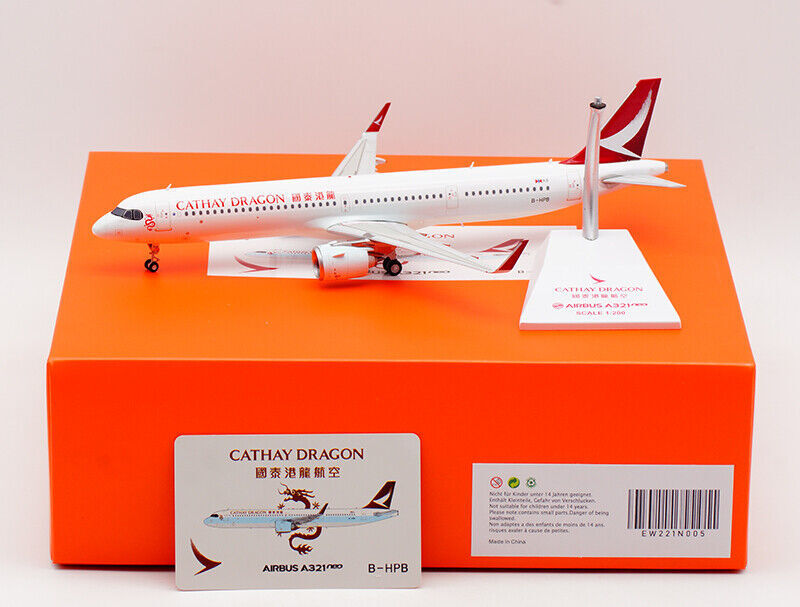 CATHAY DRAGON 國泰港龍
B-HPB
AIRBUS A321neo
CATHAY DRAGON
國泰港龍航空
AIRBUS A321neo
SCALE 1:200
CATHAY DRAGON
國泰港龍航空
CATHAY DRAGON
AIRBUS A321neo B-HPB
Nicht für Kinder unter 14 Jahren geeignet.
Enthält Kleinteile, Gefahr von Verschlucken.
Not suitable for children under 14 years.
Please note contains small parts.Danger of being
swallowed.
Non adaptes a des enfants de moins de 14 ans.
risques avaler a cause de petites.
Made in China
EW221N005